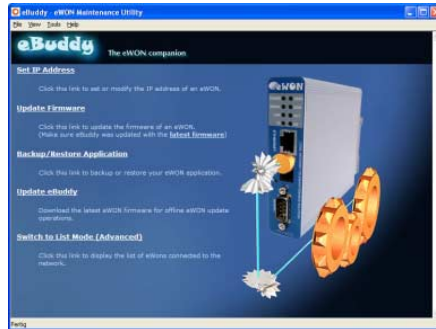 eBuddy - eWON Maintenance Utility
File View Tools Help
eBuddy The eWON companion
Set IP Address
Click this link to set or modify the IP address of an eWON.
Update Firmware
Click this link to update the firmware of an eWON.
(Make sure eBuddy was updated with the latest firmware)
Backup/Restore Application
Click this link to backup or restore your eWON application.
Update eBuddy
Download the latest eWON firmware for offline eWON update
operations.
Switch to List Mode (Advanced)
Click this link to display the list of eWons connected to the
network.
eWON
Fertig